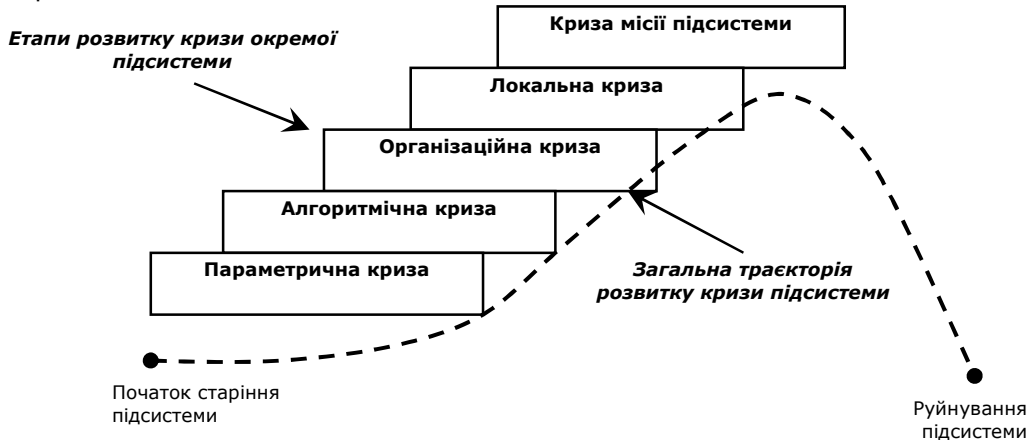 Криза місії підсистеми
Етапи розвитку кризи окремої
підсистеми
Локальна криза
Організаційна криза
Алгоритмічна криза
Параметрична криза
Загальна траєкторія
розвитку кризи підсистеми
Початок старіння
підсистеми
Руйнування
підсистеми